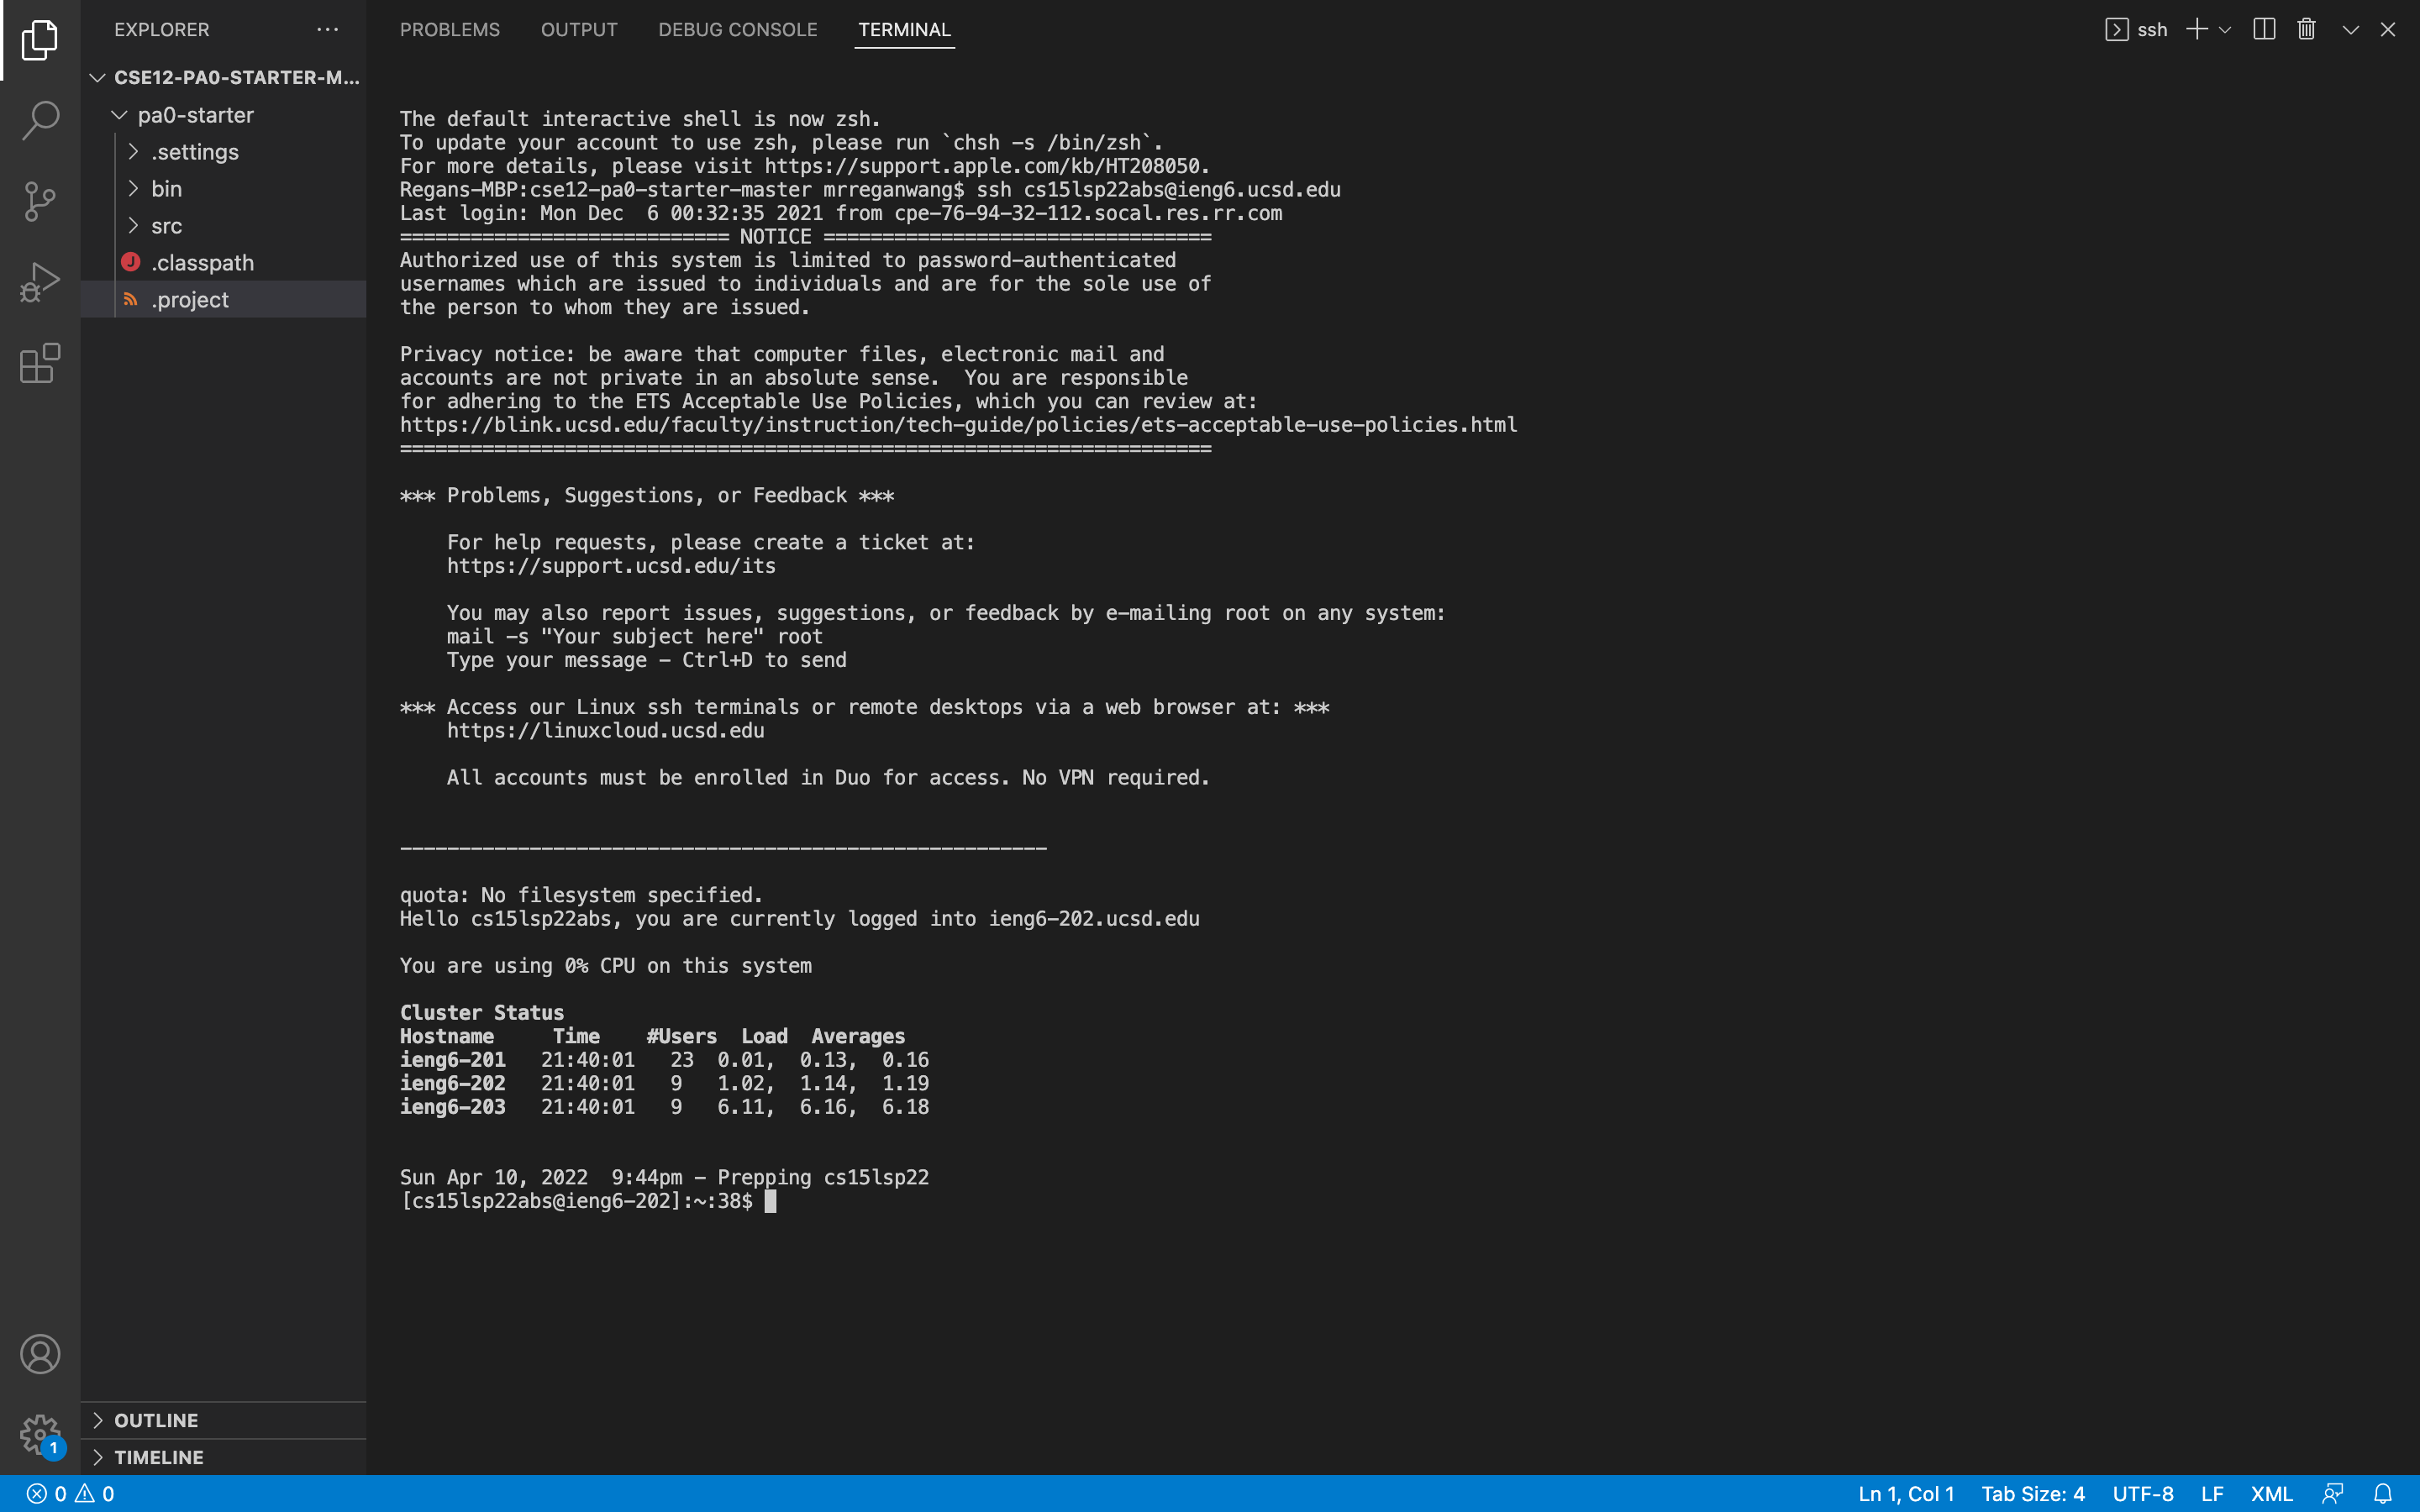 EXPLORER
CSE12-PA0-STARTER-M...
pa0-starter
.settings
bin
src
.classpath
.project
OUTLINE
TIMELINE
PROBLEMS OUTPUT DEBUG CONSOLE TERMINAL
ssh
The default interactive shell is now zsh.
To update your account to use zsh, please run `chsh -s /bin/zsh`.
For more details, please visit https://support.apple.com/kb/HT208050.
Regans-MBP:cse12-pa0-starter-master mrreganwang$ ssh cs15lsp22abs@ieng6.ucsd.edu
Last login: Mon Dec  6 00:32:35 2021 from cpe-76-94-32-112.socal.res.rr.com
============================ NOTICE =================================
Authorized use of this system is limited to password-authenticated
usernames which are issued to individuals and are for the sole use of
the person to whom they are issued.
Privacy notice: be aware that computer files, electronic mail and
accounts are not private in an absolute sense.  You are responsible
for adhering to the ETS Acceptable Use Policies, which you can review at:
https://blink.ucsd.edu/faculty/instruction/tech-guide/policies/ets-acceptable-use-policies.html
=====================================================================
*** Problems, Suggestions, or Feedback ***
For help requests, please create a ticket at:
https://support.ucsd.edu/its
You may also report issues, suggestions, or feedback by e-mailing root on any system:
mail -s "Your subject here" root
Type your message - Ctrl+D to send
*** Access our Linux ssh terminals or remote desktops via a web browser at: ***
https://linuxcloud.ucsd.edu
All accounts must be enrolled in Duo for access. No VPN required.
-------------------------------------------------------
quota: No filesystem specified.
Hello cs15lsp22abs, you are currently logged into ieng6-202.ucsd.edu
You are using 0% CPU on this system
Cluster Status
Hostname     Time    #Users  Load  Averages
ieng6-201   21:40:01   23  0.01,  0.13,  0.16
ieng6-202   21:40:01   9   1.02,  1.14,  1.19
ieng6-203   21:40:01   9   6.11,  6.16,  6.18
Sun Apr 10, 2022  9:44pm - Prepping cs15lsp22
[cs15lsp22abs@ieng6-202]:~:38$
1
0 0
Ln 1, Col 1 Tab Size: 4 UTF-8 LF XML